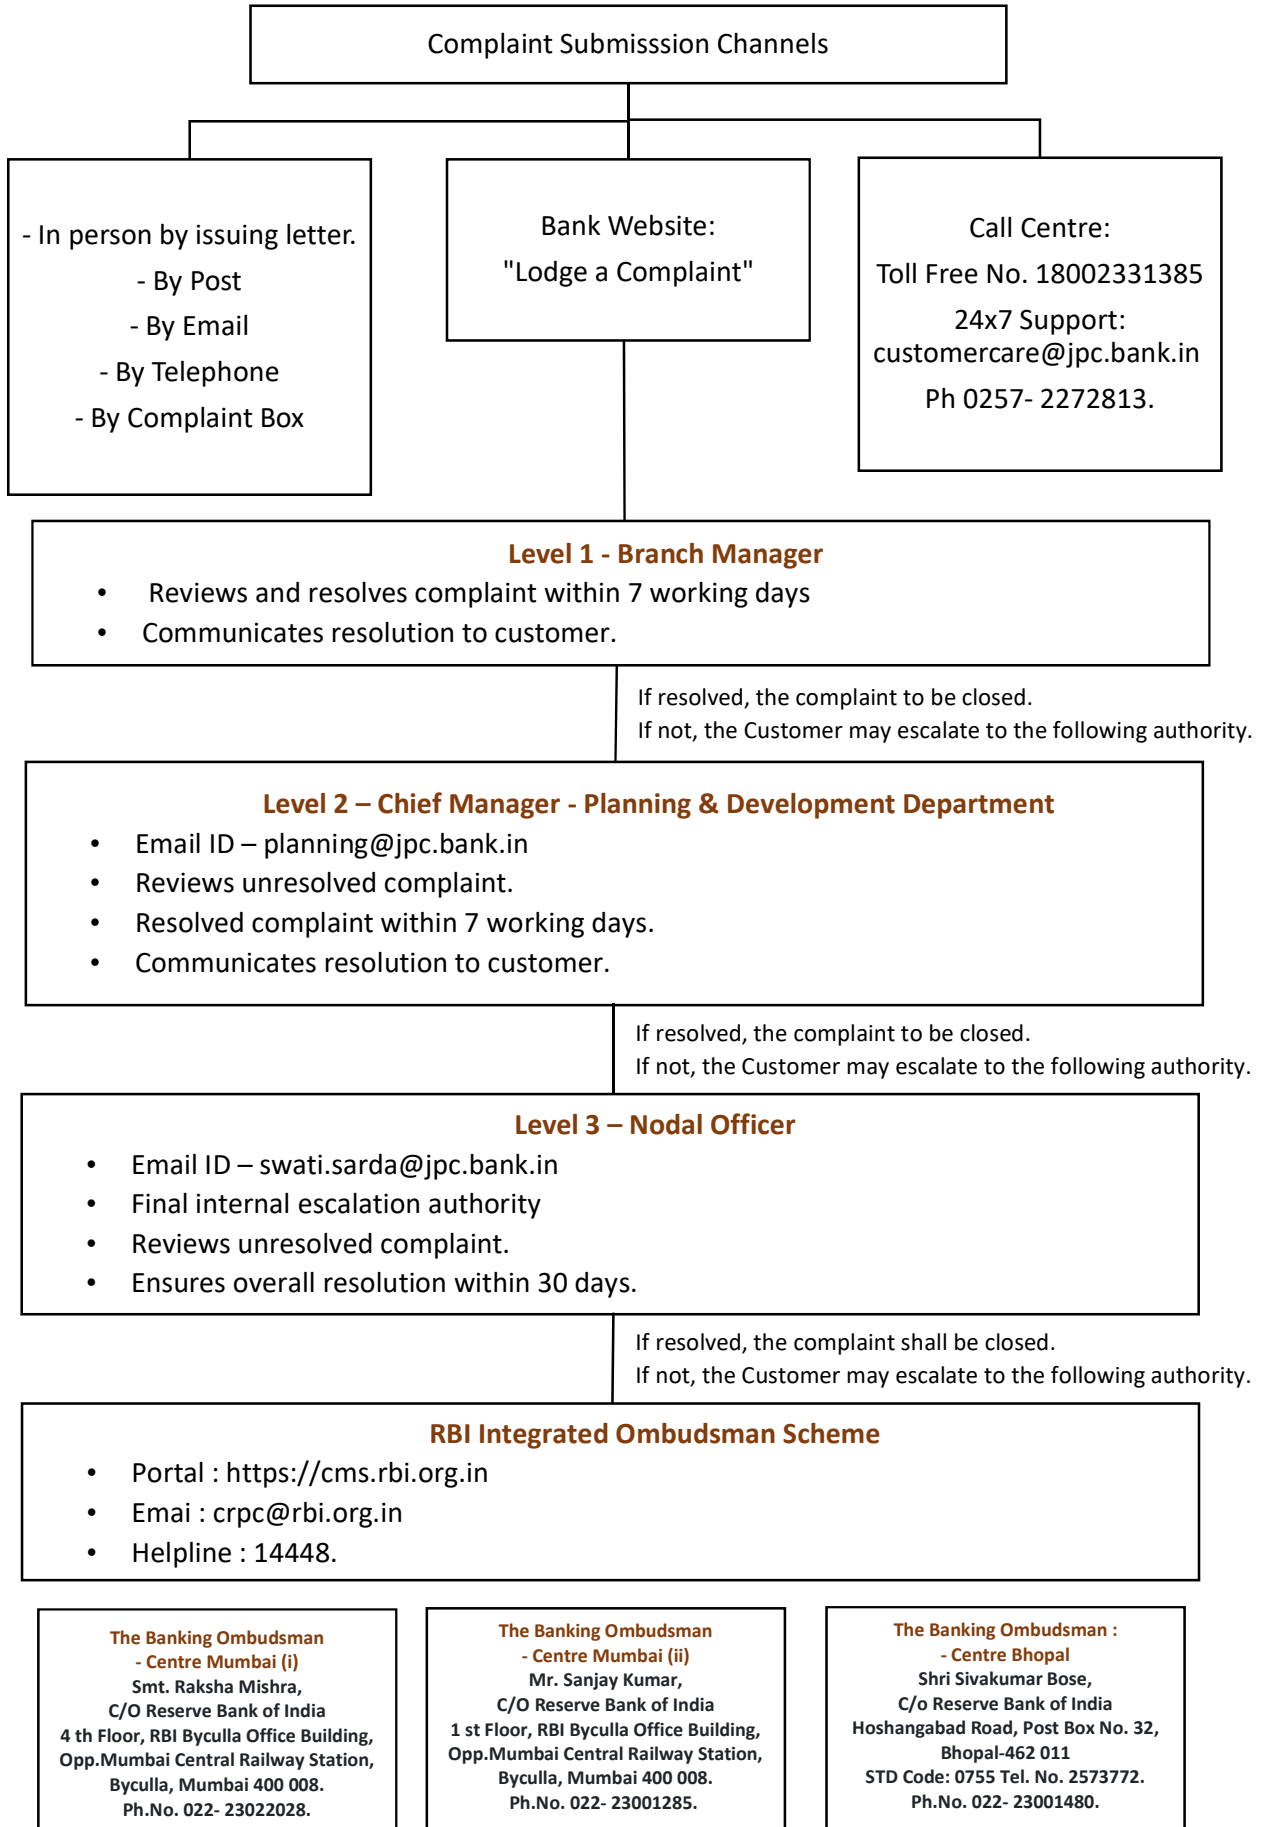 Complaint Submisssion Channels
- In person by issuing letter.
- By Post
- By Email
- By Telephone
- By Complaint Box
Bank Website:
"Lodge a Complaint"
Call Centre:
Toll Free No. 18002331385
24x7 Support:
customercare@jpc.bank.in
Ph 0257- 2272813.
Level 1 - Branch Manager
• Reviews and resolves complaint within 7 working days
• Communicates resolution to customer.
If resolved, the complaint to be closed.
If not, the Customer may escalate to the following authority.
Level 2 – Chief Manager - Planning & Development Department
• Email ID – planning@jpc.bank.in
• Reviews unresolved complaint.
• Resolved complaint within 7 working days.
• Communicates resolution to customer.
If resolved, the complaint to be closed.
If not, the Customer may escalate to the following authority.
Level 3 – Nodal Officer
• Email ID – swati.sarda@jpc.bank.in
• Final internal escalation authority
• Reviews unresolved complaint.
• Ensures overall resolution within 30 days.
If resolved, the complaint shall be closed.
If not, the Customer may escalate to the following authority.
RBI Integrated Ombudsman Scheme
• Portal : https://cms.rbi.org.in
• Emai : crpc@rbi.org.in
• Helpline : 14448.
The Banking Ombudsman
- Centre Mumbai (i)
Smt. Raksha Mishra,
C/O Reserve Bank of India
4 th Floor, RBI Byculla Office Building,
Opp.Mumbai Central Railway Station,
Byculla, Mumbai 400 008.
Ph.No. 022- 23022028.
The Banking Ombudsman
- Centre Mumbai (ii)
Mr. Sanjay Kumar,
C/O Reserve Bank of India
1 st Floor, RBI Byculla Office Building,
Opp.Mumbai Central Railway Station,
Byculla, Mumbai 400 008.
Ph.No. 022- 23001285.
The Banking Ombudsman :
- Centre Bhopal
Shri Sivakumar Bose,
C/o Reserve Bank of India
Hoshangabad Road, Post Box No. 32,
Bhopal-462 011
STD Code: 0755 Tel. No. 2573772.
Ph.No. 022- 23001480.